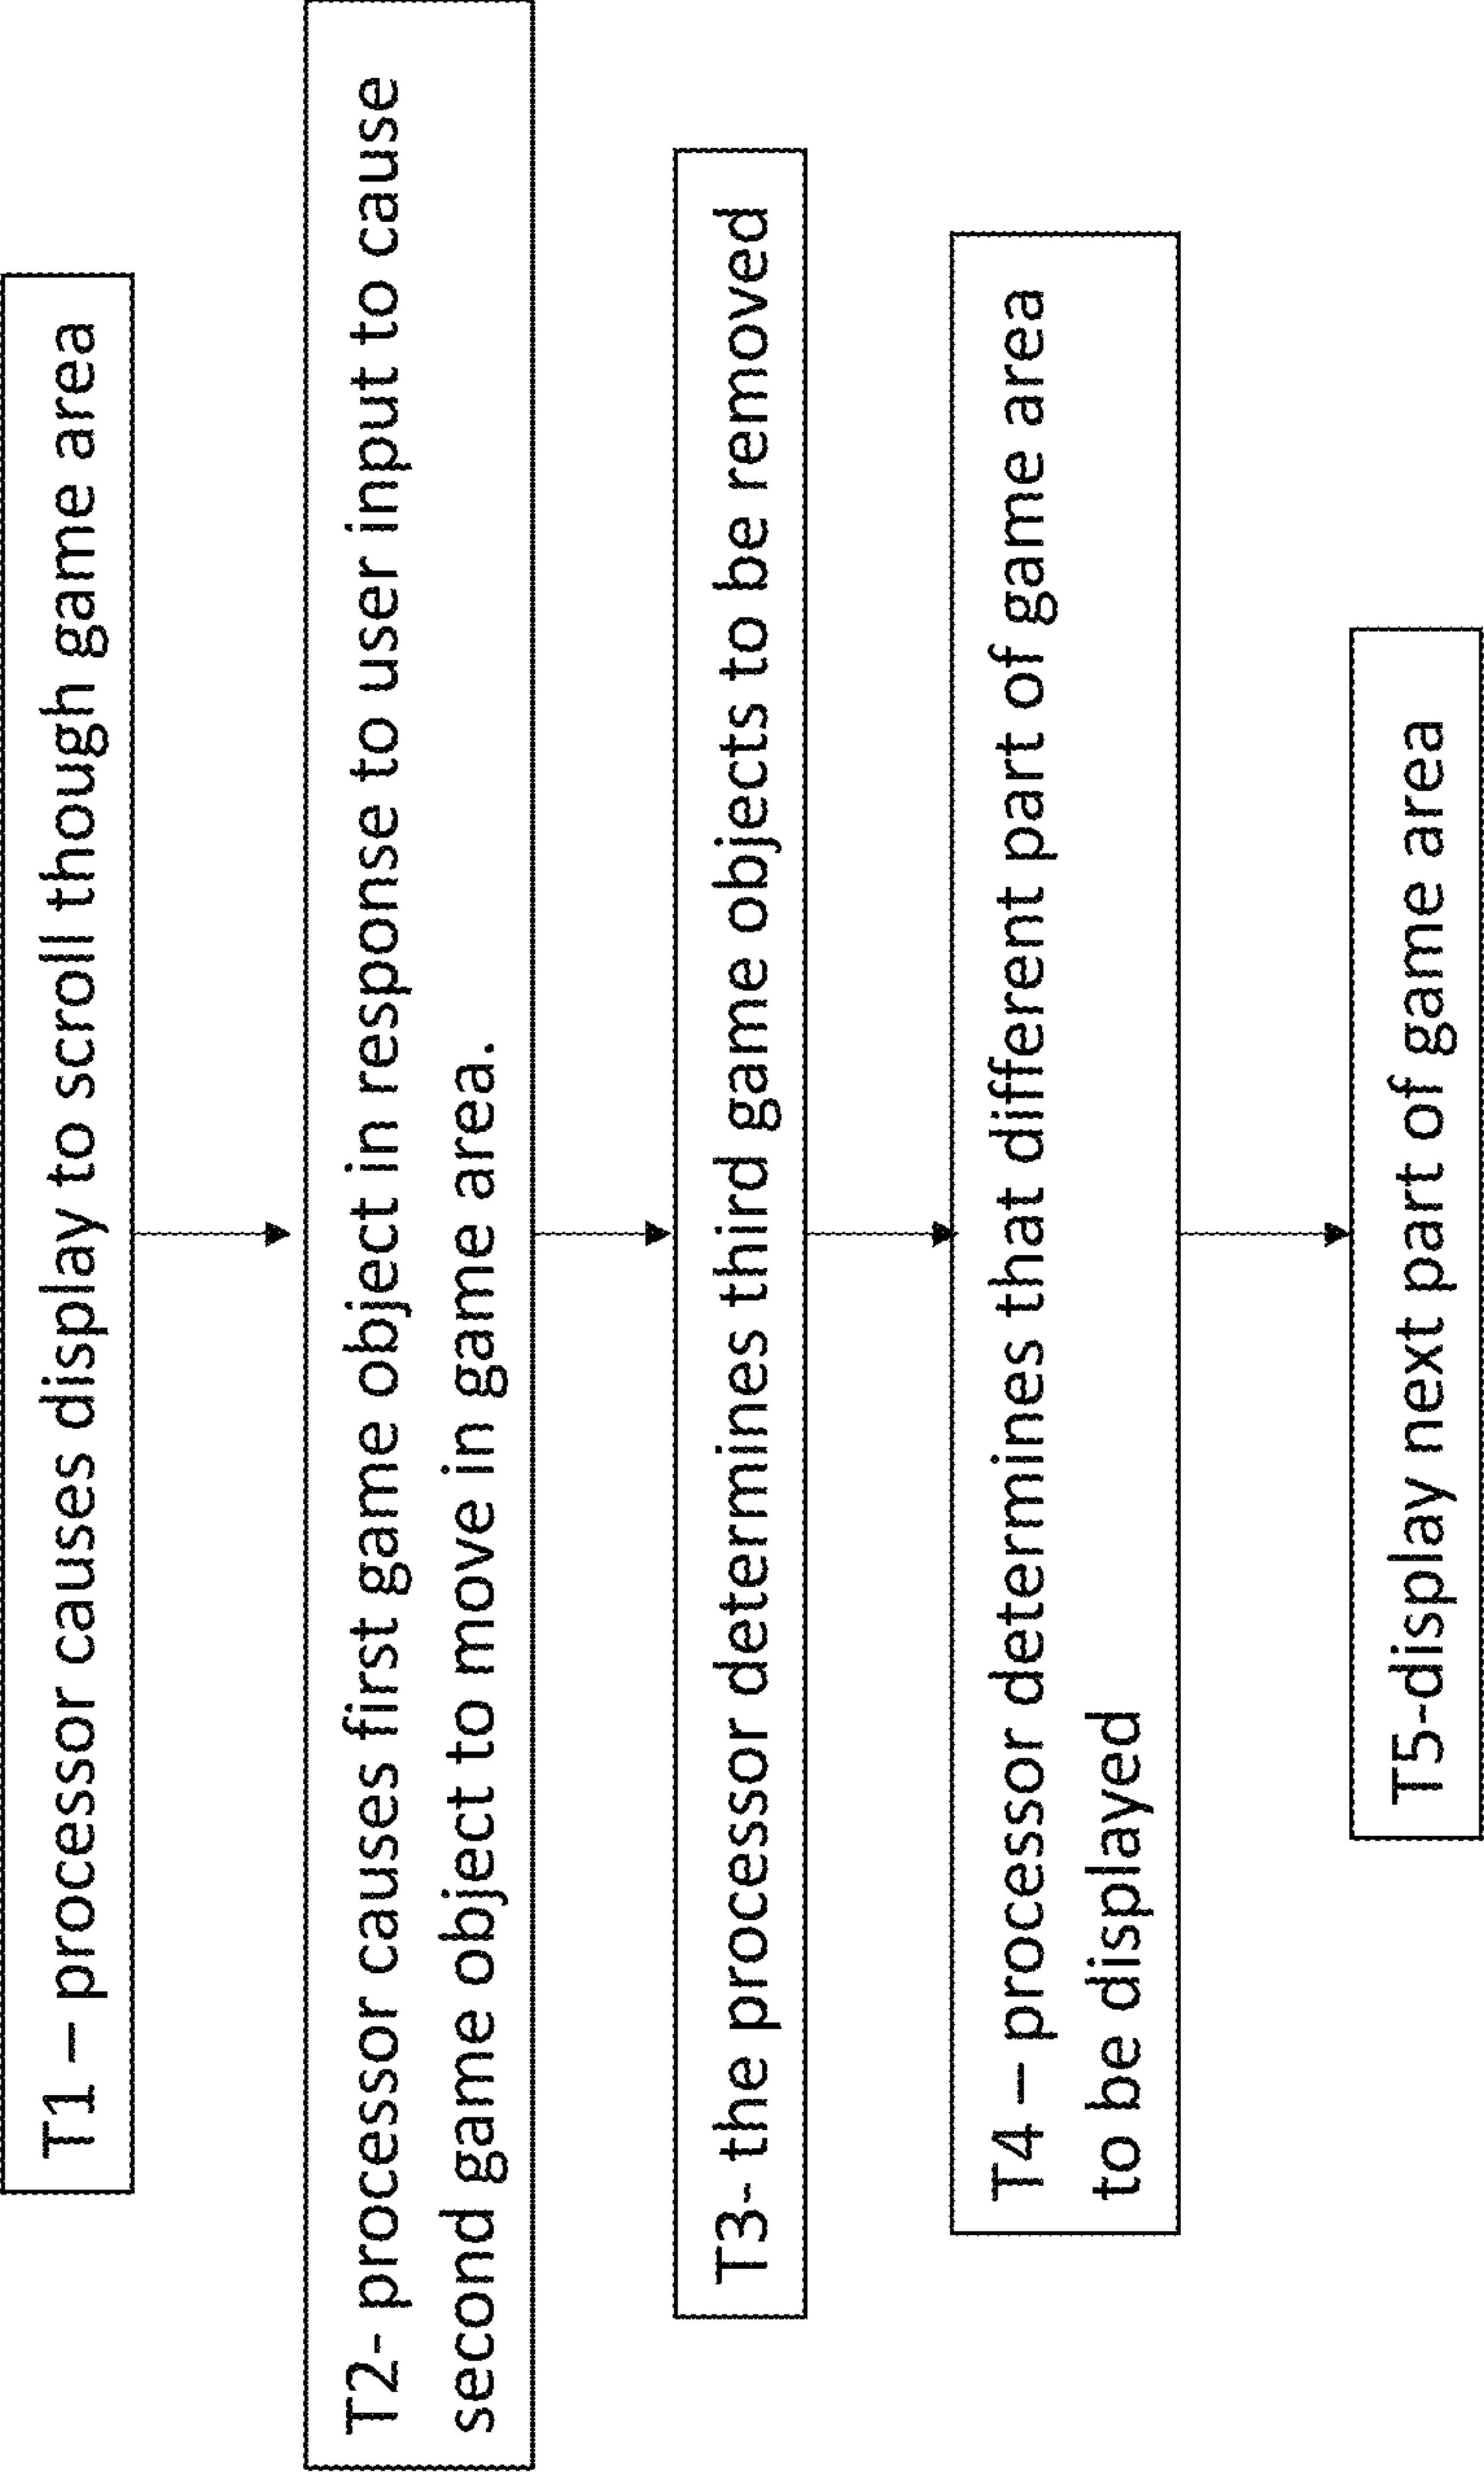 T1 – processor causes display to scroll though game area
T2- processor causes first game object in response to user input to cause
second game object to move in game area.
T3- the processor determines third game objects to be removed
T4 – processor determines that different part of game area
to be displayed
T5-display next part of game area